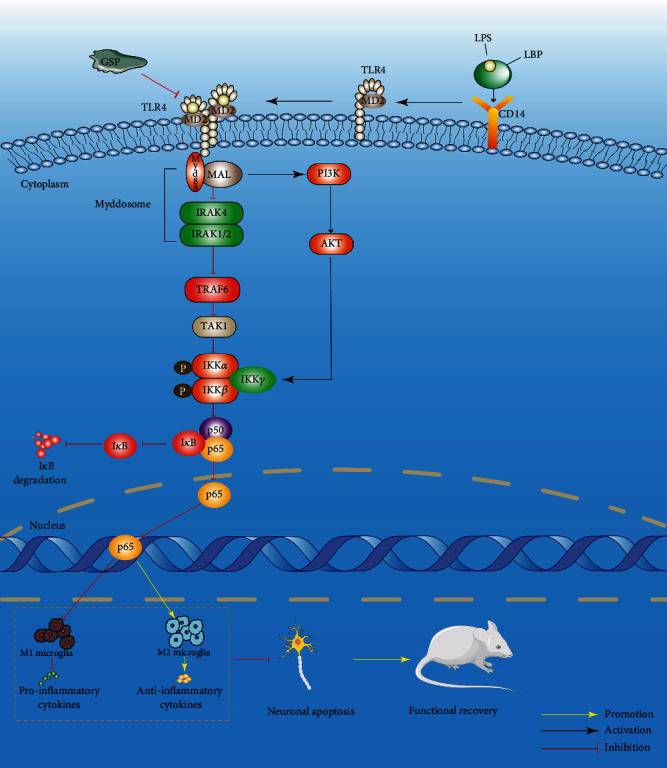 LPS
LBP
GSP
TLR4
TLR4
MD2
MD2
MD2
CD14
Cytoplasm
Myd88
MAL
PI3K
Myddosome
IRAK4
IRAK1/2
AKT
TRAF6
TAK1
P
IKKα
IKKγ
P
IKKβ
p50
IκB
IκB
p65
IκB
degradation
p65
Nucleus
p65
M1 microglia
M2 microglia
Pro-inflammatory
cytokines
Anti-inflammatory
cytokines
Neuronal apoptosis
Functional recovery
Promotion
Activation
Inhibition